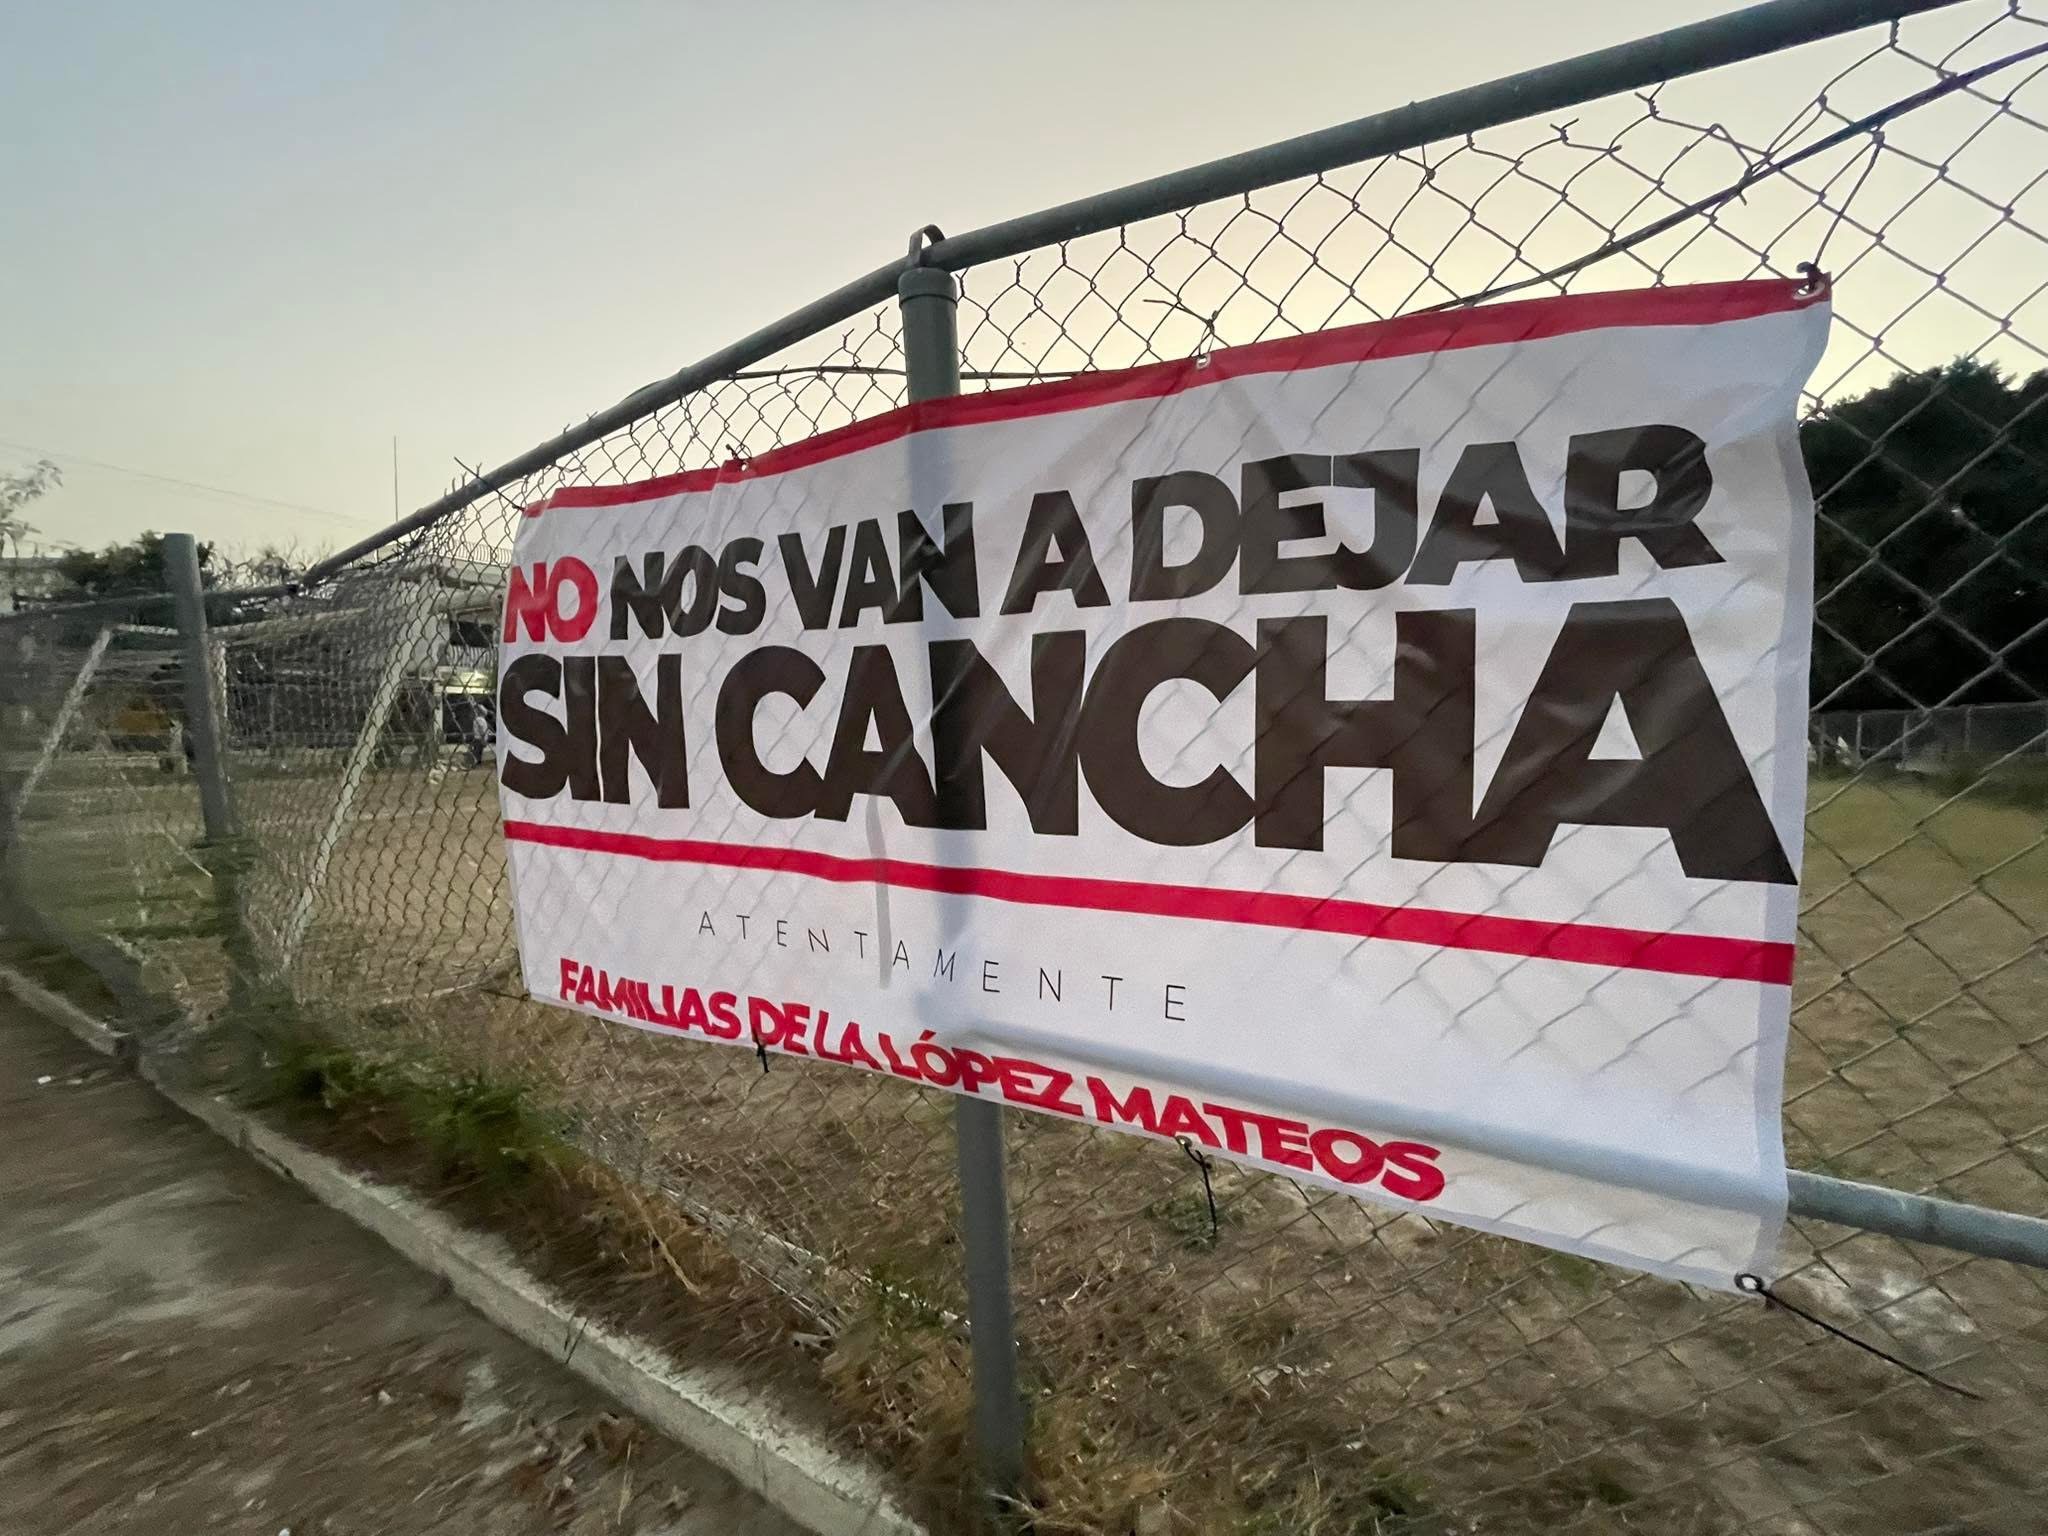 NO NOS VAN A DEJAR
SIN CANCHA
ATENTAMENTE
FAMILIAS DE LA LÓPEZ MATEOS